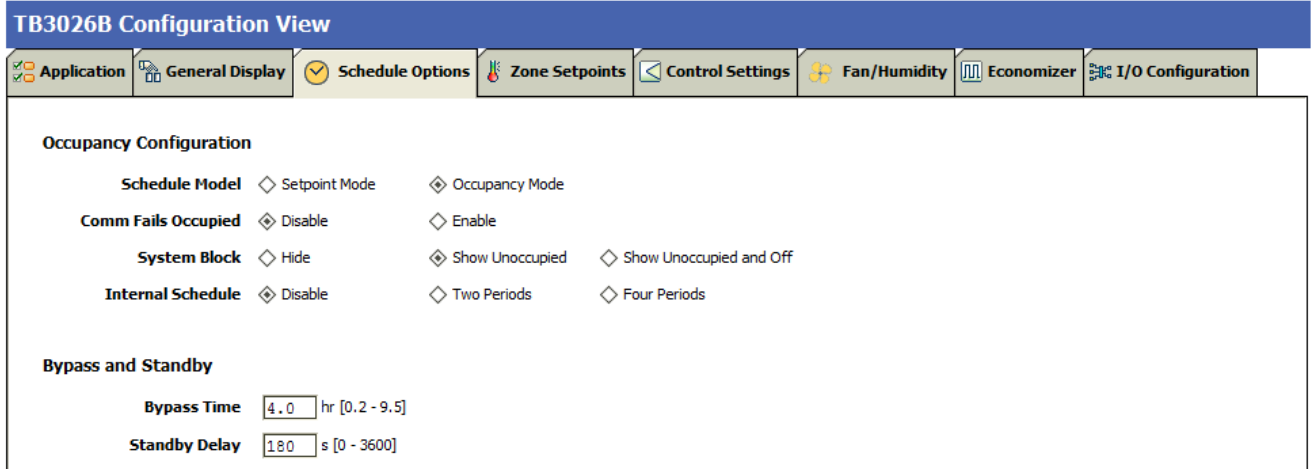 TB3026B Configuration View
Application General Display Schedule Options Zone Setpoints Control Settings Fan/Humidity Economizer I/O Configuration
Occupancy Configuration
Schedule Model Setpoint Mode Occupancy Mode
Comm Fails Occupied Disable Enable
System Block Hide Show Unoccupied Show Unoccupied and Off
Internal Schedule Disable Two Periods Four Periods
Bypass and Standby
Bypass Time 4.0 hr [0.2 - 9.5]
Standby Delay 180 s [0 - 3600]